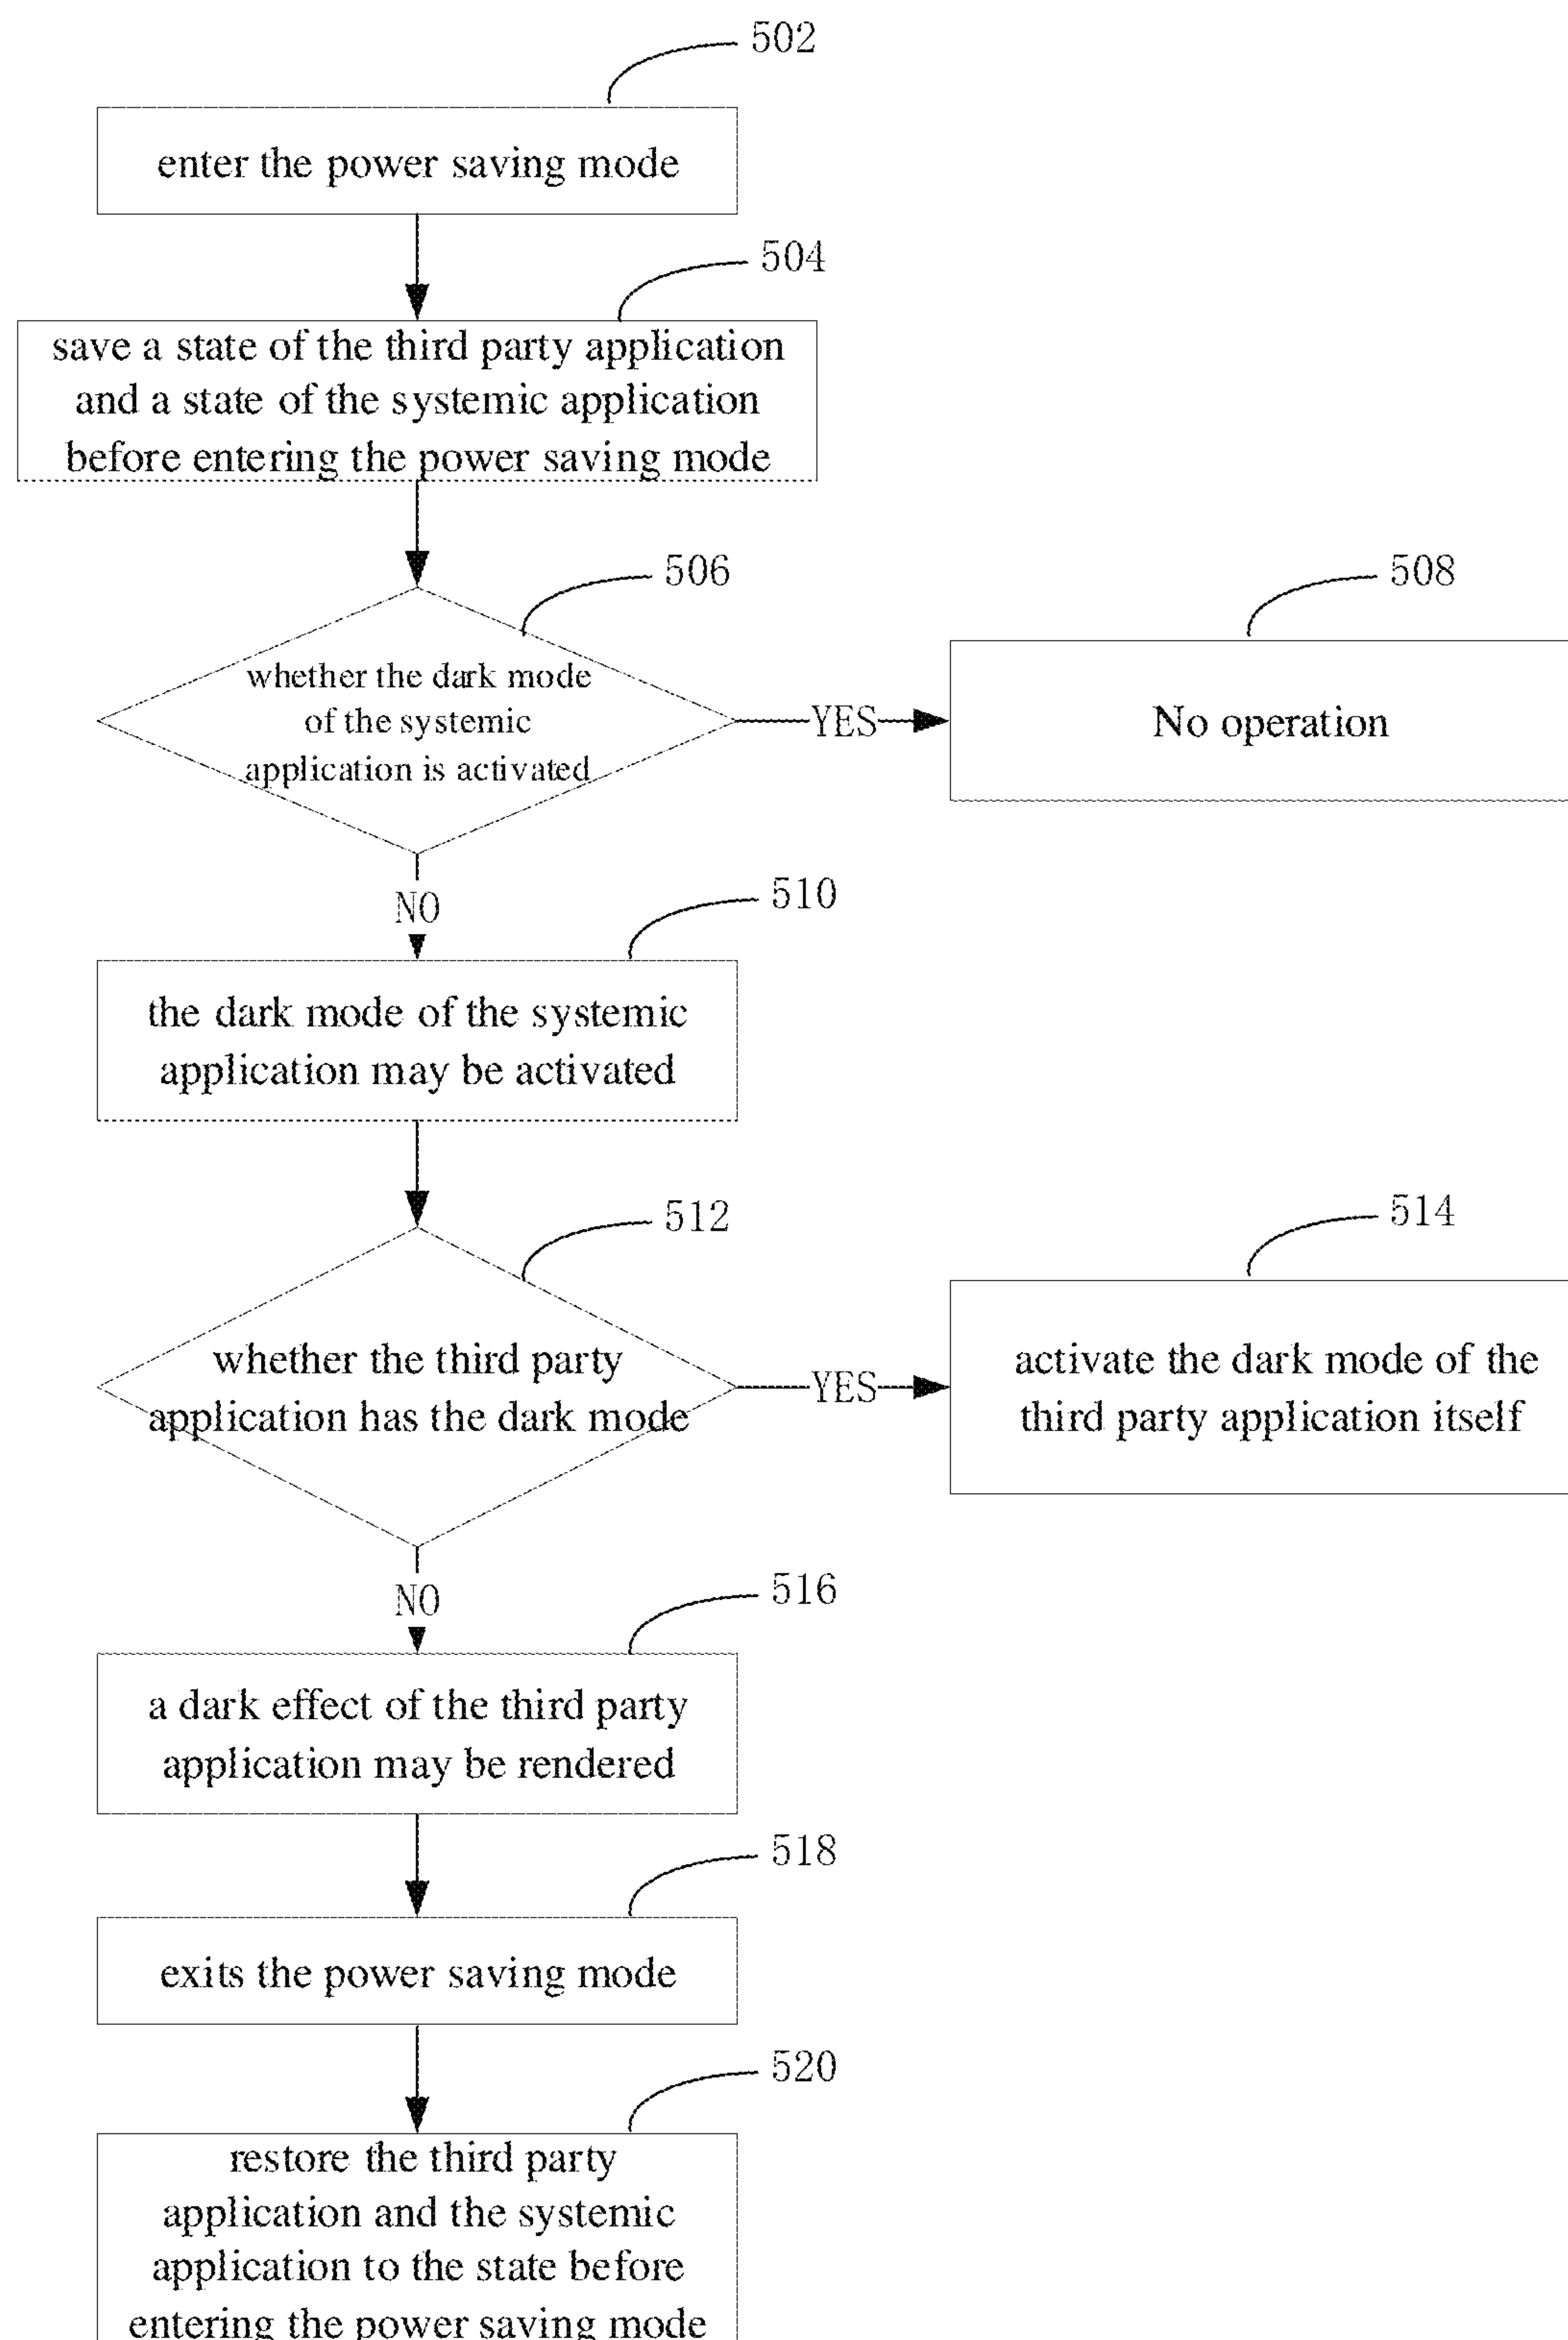 502
enter the power saving mode
504
save a state of the third party application
and a state of the systemic application
before entering the power saving mode
506
whether the dark mode
of the systemic
application is activated
YES
508
No operation
NO
510
the dark mode of the systemic
application may be activated
512
whether the third party
application has the dark mode
YES
514
activate the dark mode of the
third party application itself
NO
516
a dark effect of the third party
application may be rendered
518
exits the power saving mode
520
restore the third party
application and the systemic
application to the state before
entering the power saving mode